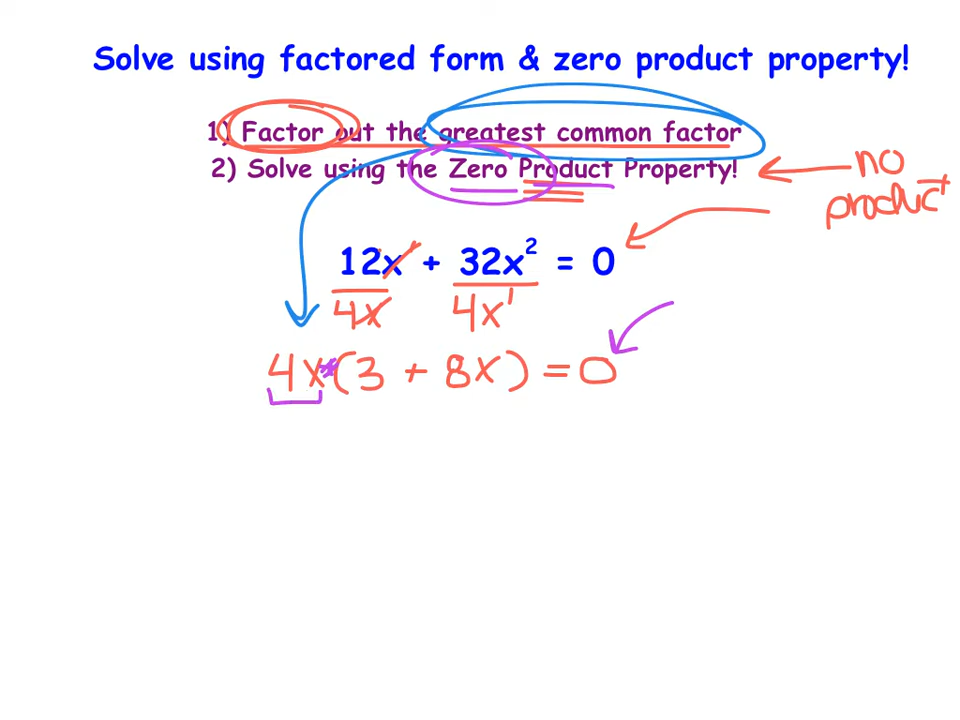 Solve using factored form & zero product property!
1) Factor out the greatest common factor
2) Solve using the Zero Product Property!
no
product
12x + 32x² = 0
4x 4x¹
4x*(3 + 8x) = 0